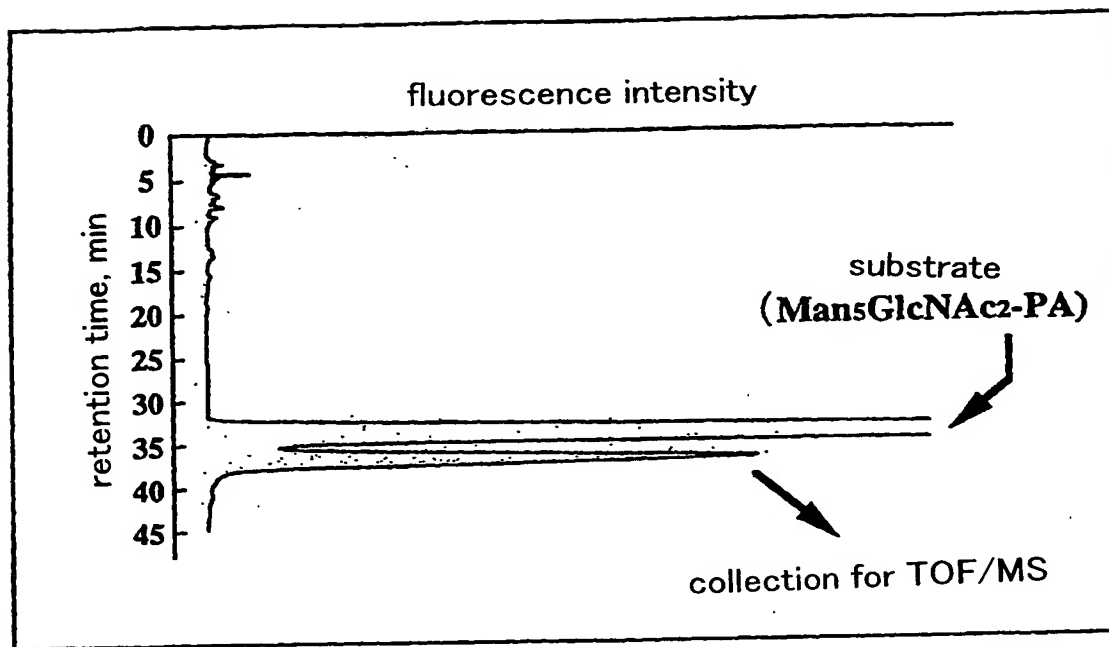 fluorescence intensity
0
5
10
15
20
25
30
35
40
45
retention time, min
substrate
(Man5GlcNAc2-PA)
collection for TOF/MS